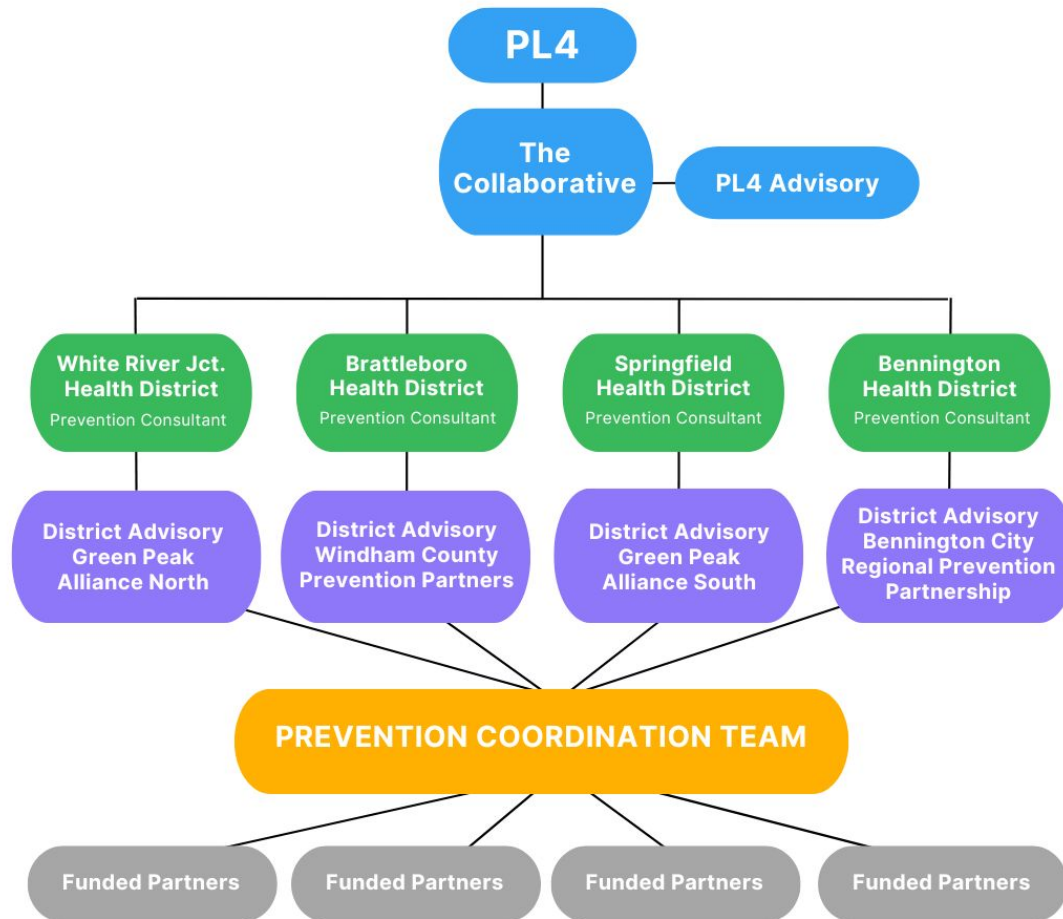 PL4
The
Collaborative
PL4 Advisory
White River Jct.
Health District
Prevention Consultant
Brattleboro
Health District
Prevention Consultant
Springfield
Health District
Prevention Consultant
Bennington
Health District
Prevention Consultant
District Advisory
Green Peak
Alliance North
District Advisory
Windham County
Prevention Partners
District Advisory
Green Peak
Alliance South
District Advisory
Bennington City
Regional Prevention
Partnership
PREVENTION COORDINATION TEAM
Funded Partners
Funded Partners
Funded Partners
Funded Partners